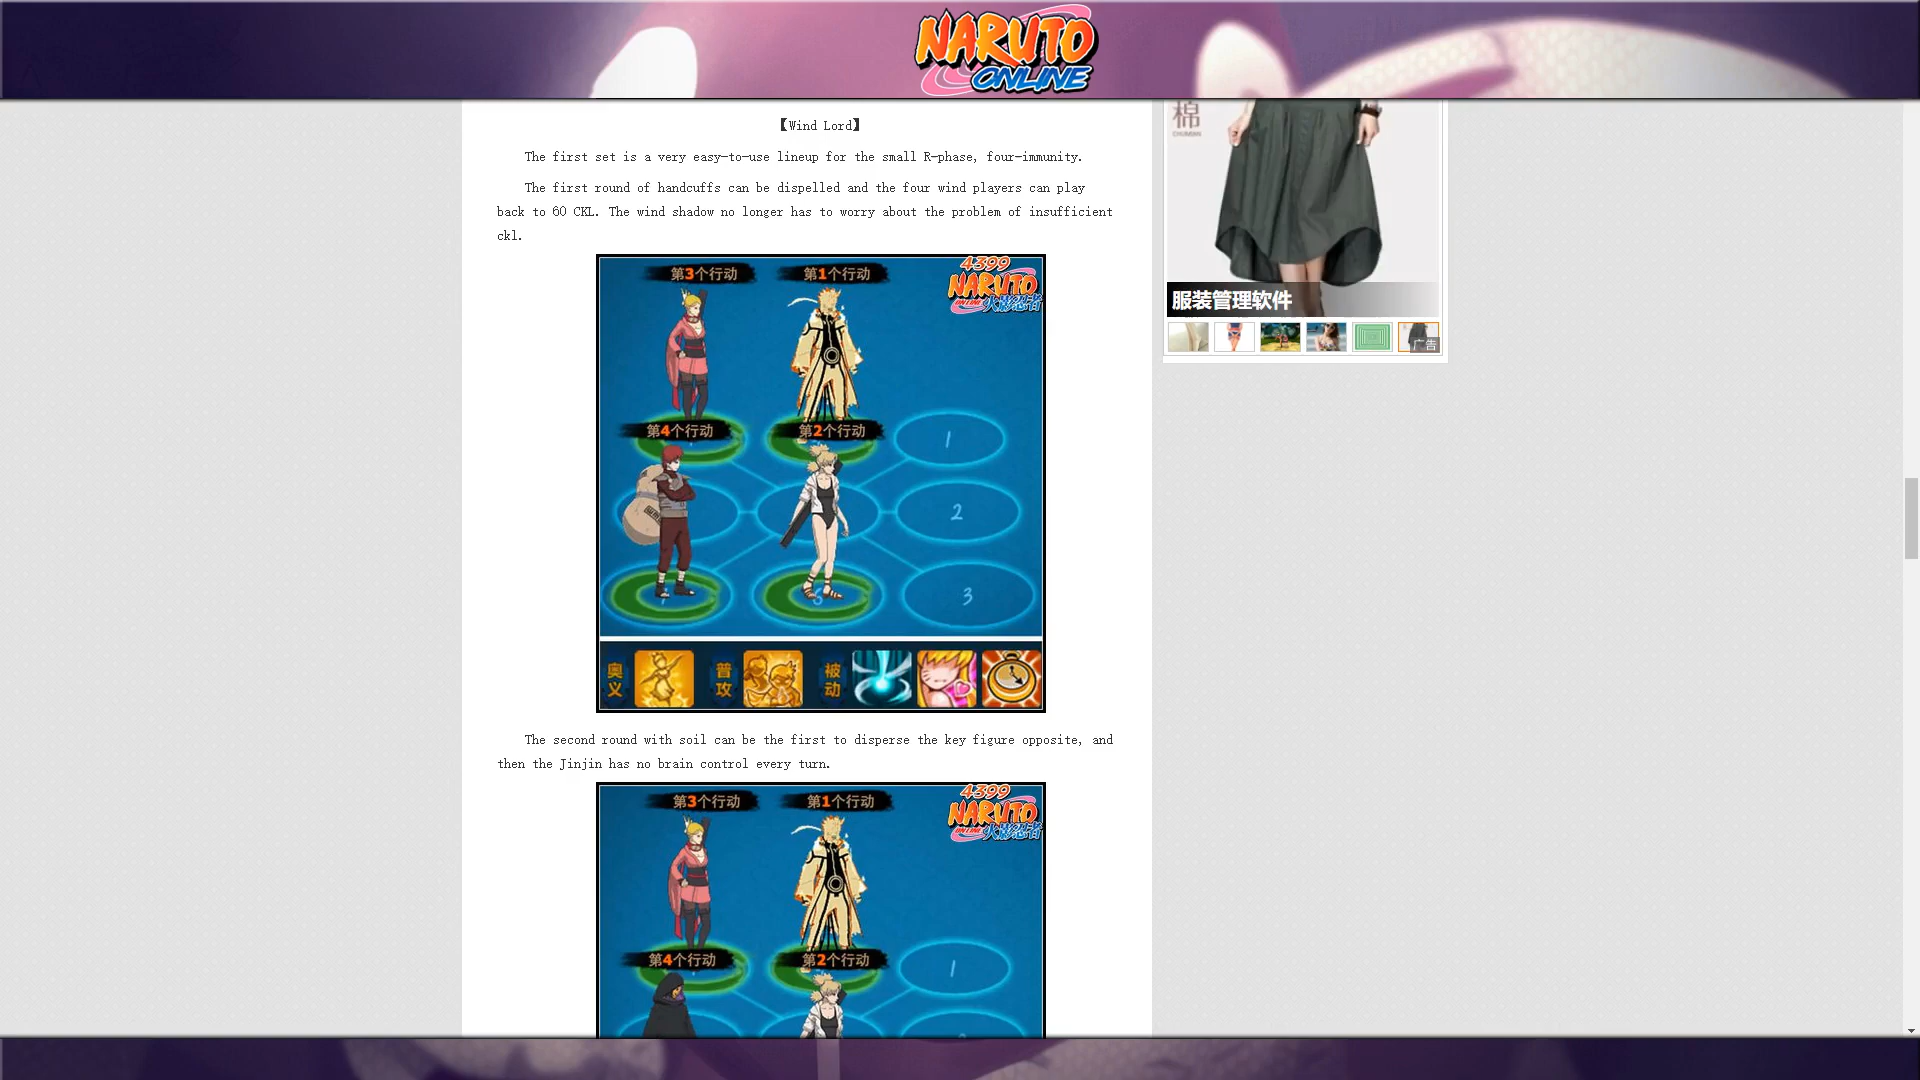 NARUTO
ONLINE
【Wind Lord】
The first set is a very easy-to-use lineup for the small R-phase, four-immunity.
The first round of handcuffs can be dispelled and the four wind players can play
back to 60 CKL. The wind shadow no longer has to worry about the problem of insufficient
ckl.
第3个行动
第1个行动
4399
NARUTO
ONLINE 火影忍者
第4个行动
第2个行动
1
2
3
奥义
普攻
被动
The second round with soil can be the first to disperse the key figure opposite, and
then the Jinjin has no brain control every turn.
第3个行动
第1个行动
4399
NARUTO
ONLINE 火影忍者
第4个行动
第2个行动
1
棉
CHUMIAN
服装管理软件
广告